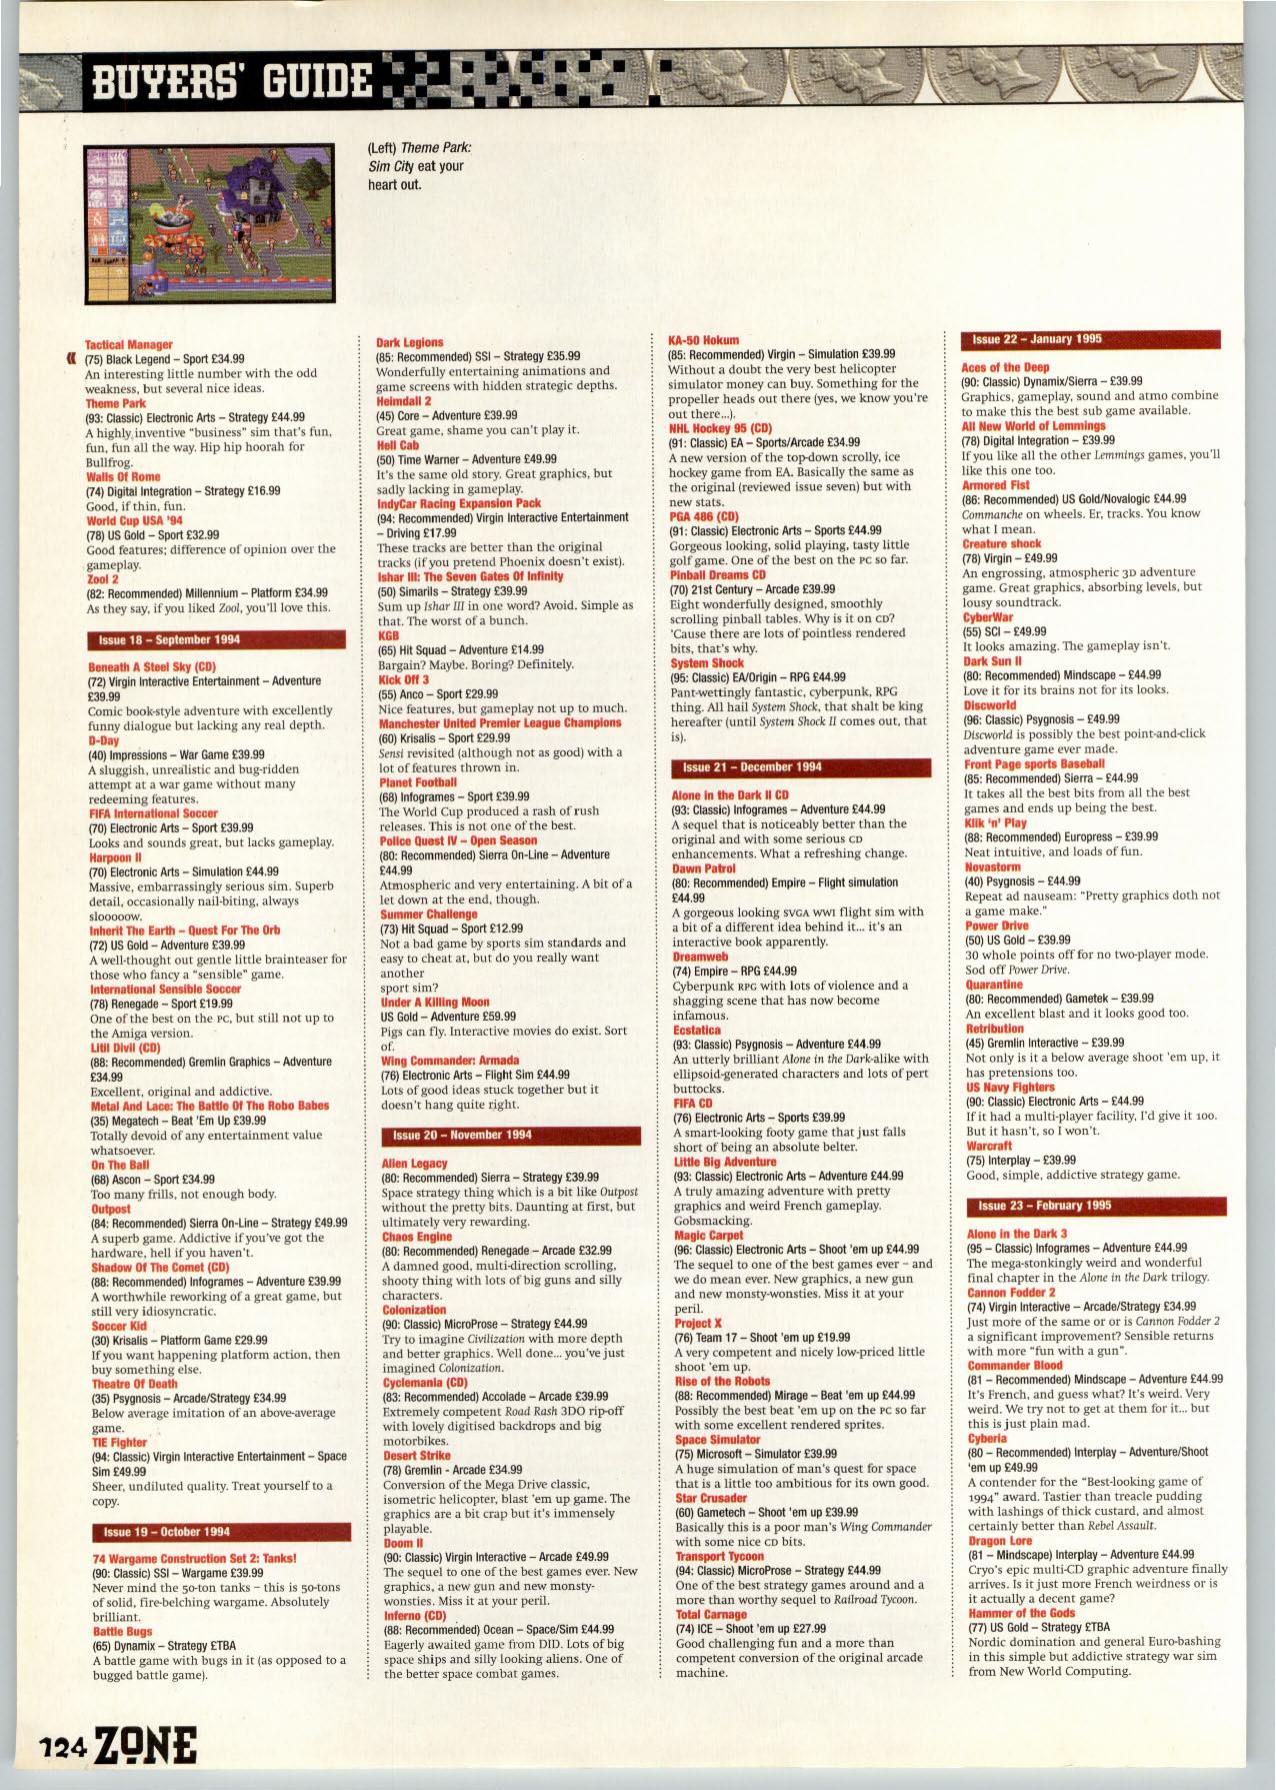 BUYERS' GUIDE
(Left) Theme Park:
Sim City eat your
heart out.
Tactical Manager
(75) Black Legend – Sport £34.99
An interesting little number with the odd
weakness, but several nice ideas.
Theme Park
(93: Classic) Electronic Arts – Strategy £44.99
A highly inventive "business" sim that's fun,
fun, fun all the way. Hip hip hoorah for
Bullfrog.
Walls Of Rome
(74) Digital Integration – Strategy £16.99
Good, if thin, fun.
World Cup USA '94
(78) US Gold – Sport £32.99
Good features; difference of opinion over the
gameplay.
Zool 2
(82: Recommended) Millennium – Platform £34.99
As they say, if you liked Zool, you'll love this.
Issue 18 – September 1994
Beneath A Steel Sky (CD)
(72) Virgin Interactive Entertainment – Adventure
£39.99
Comic book-style adventure with excellently
funny dialogue but lacking any real depth.
D-Day
(40) Impressions – War Game £39.99
A sluggish, unrealistic and bug-ridden
attempt at a war game without many
redeeming features.
FIFA International Soccer
(70) Electronic Arts – Sport £39.99
Looks and sounds great, but lacks gameplay.
Harpoon II
(70) Electronic Arts – Simulation £44.99
Massive, embarrassingly serious sim. Superb
detail, occasionally nail-biting, always
slooooow.
Inherit The Earth – Quest For The Orb
(72) US Gold – Adventure £39.99
A well-thought out gentle little brainteaser for
those who fancy a "sensible" game.
International Sensible Soccer
(78) Renegade – Sport £19.99
One of the best on the PC, but still not up to
the Amiga version.
Litil Divil (CD)
(88: Recommended) Gremlin Graphics – Adventure
£34.99
Excellent, original and addictive.
Metal And Lace: The Battle Of The Robo Babes
(35) Megatech – Beat 'Em Up £39.99
Totally devoid of any entertainment value
whatsoever.
On The Ball
(68) Ascon – Sport £34.99
Too many frills, not enough body.
Outpost
(84: Recommended) Sierra On-Line – Strategy £49.99
A superb game. Addictive if you've got the
hardware, hell if you haven't.
Shadow Of The Comet (CD)
(88: Recommended) Infogrames – Adventure £39.99
A worthwhile reworking of a great game, but
still very idiosyncratic.
Soccer Kid
(30) Krisalis – Platform Game £29.99
If you want happening platform action, then
buy something else.
Theatre Of Death
(35) Psygnosis – Arcade/Strategy £34.99
Below average imitation of an above-average
game.
TIE Fighter
(94: Classic) Virgin Interactive Entertainment – Space
Sim £49.99
Sheer, undiluted quality. Treat yourself to a
copy.
Issue 19 – October 1994
74 Wargame Construction Set 2: Tanks!
(90: Classic) SSI – Wargame £39.99
Never mind the 50-ton tanks – this is 50-tons
of solid, fire-belching wargame. Absolutely
brilliant.
Battle Bugs
(65) Dynamix – Strategy £TBA
A battle game with bugs in it (as opposed to a
bugged battle game).
Dark Legions
(85: Recommended) SSI – Strategy £35.99
Wonderfully entertaining animations and
game screens with hidden strategic depths.
Heimdall 2
(45) Core – Adventure £39.99
Great game, shame you can't play it.
Hell Cab
(50) Time Warner – Adventure £49.99
It's the same old story. Great graphics, but
sadly lacking in gameplay.
IndyCar Racing Expansion Pack
(94: Recommended) Virgin Interactive Entertainment
– Driving £17.99
These tracks are better than the original
tracks (if you pretend Phoenix doesn't exist).
Ishar III: The Seven Gates Of Infinity
(50) Simarils – Strategy £39.99
Sum up Ishar III in one word? Avoid. Simple as
that. The worst of a bunch.
KGB
(65) Hit Squad – Adventure £14.99
Bargain? Maybe. Boring? Definitely.
Kick Off 3
(55) Anco – Sport £29.99
Nice features, but gameplay not up to much.
Manchester United Premier League Champions
(60) Krisalis – Sport £29.99
Sensi revisited (although not as good) with a
lot of features thrown in.
Planet Football
(68) Infogrames – Sport £39.99
The World Cup produced a rash of rush
releases. This is not one of the best.
Police Quest IV – Open Season
(80: Recommended) Sierra On-Line – Adventure
£44.99
Atmospheric and very entertaining. A bit of a
let down at the end, though.
Summer Challenge
(73) Hit Squad – Sport £12.99
Not a bad game by sports sim standards and
easy to cheat at, but do you really want
another
sport sim?
Under A Killing Moon
US Gold – Adventure £59.99
Pigs can fly. Interactive movies do exist. Sort
of.
Wing Commander: Armada
(76) Electronic Arts – Flight Sim £44.99
Lots of good ideas stuck together but it
doesn't hang quite right.
Issue 20 – November 1994
Alien Legacy
(80: Recommended) Sierra – Strategy £39.99
Space strategy thing which is a bit like Outpost
without the pretty bits. Daunting at first, but
ultimately very rewarding.
Chaos Engine
(80: Recommended) Renegade – Arcade £32.99
A damned good, multi-direction scrolling,
shooty thing with lots of big guns and silly
characters.
Colonization
(90: Classic) MicroProse – Strategy £44.99
Try to imagine Civilization with more depth
and better graphics. Well done... you've just
imagined Colonization.
Cyclemania (CD)
(83: Recommended) Accolade – Arcade £39.99
Extremely competent Road Rash 3DO rip-off
with lovely digitised backdrops and big
motorbikes.
Desert Strike
(78) Gremlin - Arcade £34.99
Conversion of the Mega Drive classic,
isometric helicopter, blast 'em up game. The
graphics are a bit crap but it's immensely
playable.
Doom II
(90: Classic) Virgin Interactive – Arcade £49.99
The sequel to one of the best games ever. New
graphics, a new gun and new monsty-
wonsties. Miss it at your peril.
Inferno (CD)
(88: Recommended) Ocean – Space/Sim £44.99
Eagerly awaited game from DID. Lots of big
space ships and silly looking aliens. One of
the better space combat games.
KA-50 Hokum
(85: Recommended) Virgin – Simulation £39.99
Without a doubt the very best helicopter
simulator money can buy. Something for the
propeller heads out there (yes, we know you're
out there...).
NHL Hockey 95 (CD)
(91: Classic) EA – Sports/Arcade £34.99
A new version of the top-down scrolly, ice
hockey game from EA. Basically the same as
the original (reviewed issue seven) but with
new stats.
PGA 486 (CD)
(91: Classic) Electronic Arts – Sports £44.99
Gorgeous looking, solid playing, tasty little
golf game. One of the best on the PC so far.
Pinball Dreams CD
(70) 21st Century – Arcade £39.99
Eight wonderfully designed, smoothly
scrolling pinball tables. Why is it on CD?
'Cause there are lots of pointless rendered
bits, that's why.
System Shock
(95: Classic) EA/Origin – RPG £44.99
Pant-wettingly fantastic, cyberpunk, RPG
thing. All hail System Shock, that shalt be king
hereafter (until System Shock II comes out, that
is).
Issue 21 – December 1994
Alone in the Dark II CD
(93: Classic) Infogrames – Adventure £44.99
A sequel that is noticeably better than the
original and with some serious CD
enhancements. What a refreshing change.
Dawn Patrol
(80: Recommended) Empire – Flight simulation
£44.99
A gorgeous looking SVGA WWI flight sim with
a bit of a different idea behind it... it's an
interactive book apparently.
Dreamweb
(74) Empire – RPG £44.99
Cyberpunk RPG with lots of violence and a
shagging scene that has now become
infamous.
Ecstatica
(93: Classic) Psygnosis – Adventure £44.99
An utterly brilliant Alone in the Dark-alike with
ellipsoid-generated characters and lots of pert
buttocks.
FIFA CD
(76) Electronic Arts – Sports £39.99
A smart-looking footy game that just falls
short of being an absolute belter.
Little Big Adventure
(93: Classic) Electronic Arts – Adventure £44.99
A truly amazing adventure with pretty
graphics and weird French gameplay.
Gobsmacking.
Magic Carpet
(96: Classic) Electronic Arts – Shoot 'em up £44.99
The sequel to one of the best games ever – and
we do mean ever. New graphics, a new gun
and new monsty-wonsties. Miss it at your
peril.
Project X
(76) Team 17 – Shoot 'em up £19.99
A very competent and nicely low-priced little
shoot 'em up.
Rise of the Robots
(88: Recommended) Mirage – Beat 'em up £44.99
Possibly the best beat 'em up on the PC so far
with some excellent rendered sprites.
Space Simulator
(75) Microsoft – Simulator £39.99
A huge simulation of man's quest for space
that is a little too ambitious for its own good.
Star Crusader
(60) Gametech – Shoot 'em up £39.99
Basically this is a poor man's Wing Commander
with some nice CD bits.
Transport Tycoon
(94: Classic) MicroProse – Strategy £44.99
One of the best strategy games around and a
more than worthy sequel to Railroad Tycoon.
Total Carnage
(74) ICE – Shoot 'em up £27.99
Good challenging fun and a more than
competent conversion of the original arcade
machine.
Issue 22 – January 1995
Aces of the Deep
(90: Classic) Dynamix/Sierra – £39.99
Graphics, gameplay, sound and atmo combine
to make this the best sub game available.
All New World of Lemmings
(78) Digital Integration – £39.99
If you like all the other Lemmings games, you'll
like this one too.
Armored Fist
(86: Recommended) US Gold/Novalogic £44.99
Commanche on wheels. Er, tracks. You know
what I mean.
Creature shock
(78) Virgin – £49.99
An engrossing, atmospheric 3D adventure
game. Great graphics, absorbing levels, but
lousy soundtrack.
CyberWar
(55) SCI – £49.99
It looks amazing. The gameplay isn't.
Dark Sun II
(80: Recommended) Mindscape – £44.99
Love it for its brains not for its looks.
Discworld
(96: Classic) Psygnosis – £49.99
Discworld is possibly the best point-and-click
adventure game ever made.
Front Page sports Baseball
(85: Recommended) Sierra – £44.99
It takes all the best bits from all the best
games and ends up being the best.
Klik 'n' Play
(88: Recommended) Europress – £39.99
Neat intuitive, and loads of fun.
Novastorm
(40) Psygnosis – £44.99
Repeat ad nauseam: "Pretty graphics doth not
a game make."
Power Drive
(50) US Gold – £39.99
30 whole points off for no two-player mode.
Sod off Power Drive.
Quarantine
(80: Recommended) Gametek – £39.99
An excellent blast and it looks good too.
Retribution
(45) Gremlin Interactive – £39.99
Not only is it a below average shoot 'em up, it
has pretensions too.
US Navy Fighters
(90: Classic) Electronic Arts – £44.99
If it had a multi-player facility, I'd give it 100.
But it hasn't, so I won't.
Warcraft
(75) Interplay – £39.99
Good, simple, addictive strategy game.
Issue 23 – February 1995
Alone in the Dark 3
(95 – Classic) Infogrames – Adventure £44.99
The mega-stonkingly weird and wonderful
final chapter in the Alone in the Dark trilogy.
Cannon Fodder 2
(74) Virgin Interactive – Arcade/Strategy £34.99
Just more of the same or or is Cannon Fodder 2
a significant improvement? Sensible returns
with more "fun with a gun".
Commander Blood
(81 – Recommended) Mindscape – Adventure £44.99
It's French, and guess what? It's weird. Very
weird. We try not to get at them for it... but
this is just plain mad.
Cyberia
(80 – Recommended) Interplay – Adventure/Shoot
'em up £49.99
A contender for the "Best-looking game of
1994" award. Tastier than treacle pudding
with lashings of thick custard, and almost
certainly better than Rebel Assault.
Dragon Lore
(81 – Mindscape) Interplay – Adventure £44.99
Cryo's epic multi-CD graphic adventure finally
arrives. Is it just more French weirdness or is
it actually a decent game?
Hammer of the Gods
(77) US Gold – Strategy £TBA
Nordic domination and general Euro-bashing
in this simple but addictive strategy war sim
from New World Computing.
124 ZONE